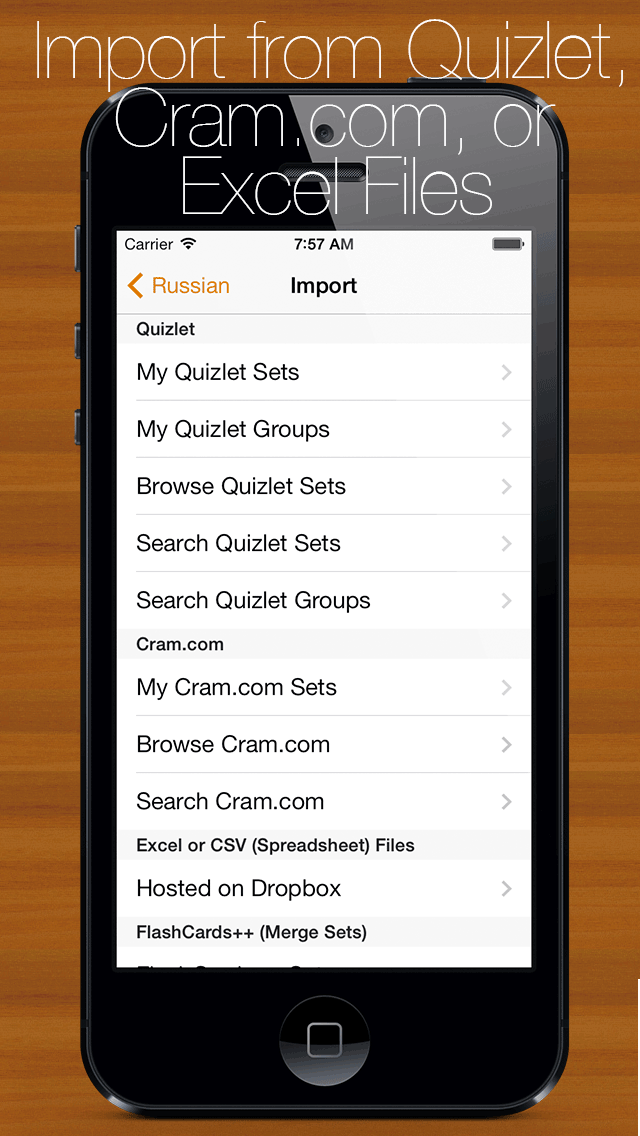 Import from Quizlet,
Cram.com, or
Excel Files
Carrier 7:57 AM
Russian Import
Quizlet
My Quizlet Sets
My Quizlet Groups
Browse Quizlet Sets
Search Quizlet Sets
Search Quizlet Groups
Cram.com
My Cram.com Sets
Browse Cram.com
Search Cram.com
Excel or CSV (Spreadsheet) Files
Hosted on Dropbox
FlashCards++ (Merge Sets)